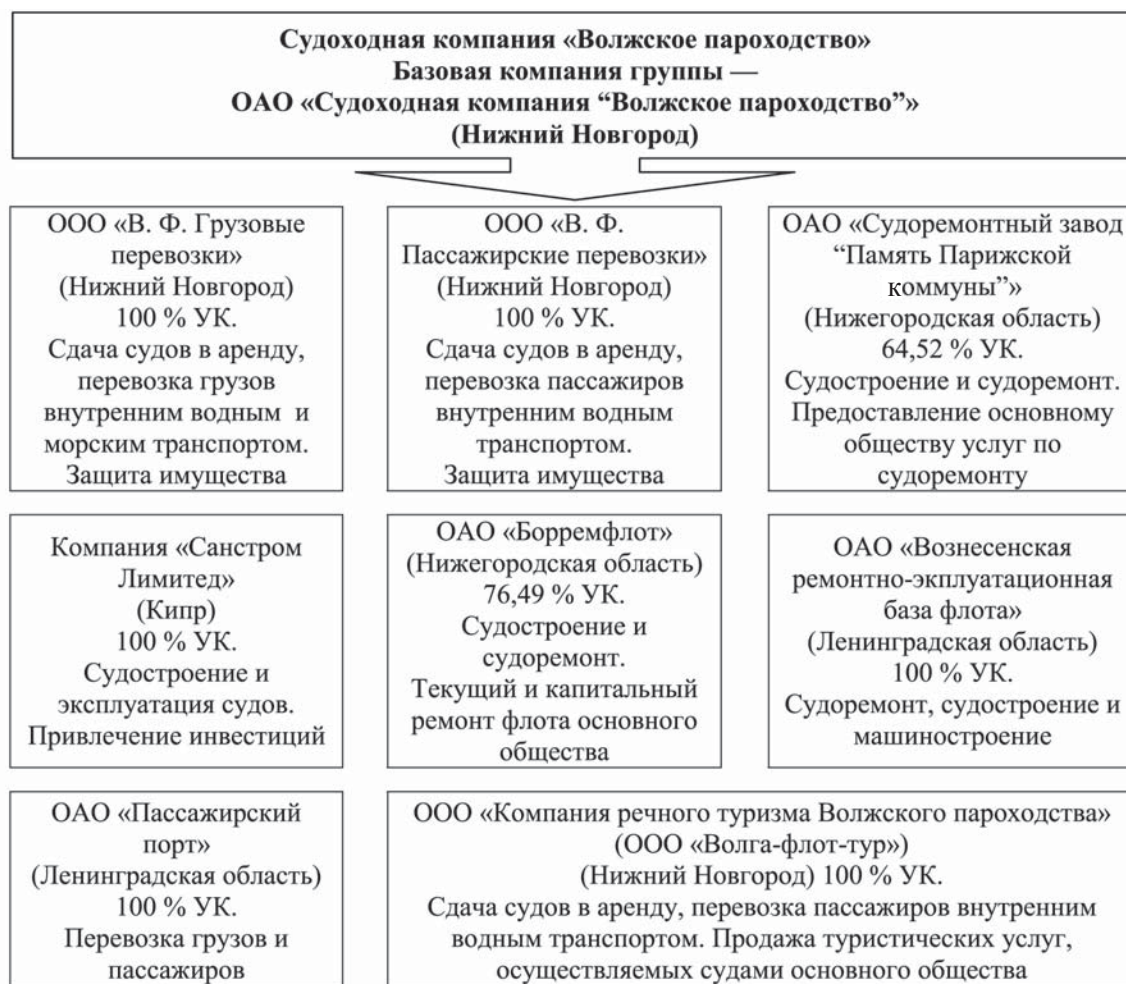 Судоходная компания «Волжское пароходство»
Базовая компания группы —
ОАО «Судоходная компания “Волжское пароходство”»
(Нижний Новгород)
ООО «В. Ф. Грузовые
перевозки»
(Нижний Новгород)
100 % УК.
Сдача судов в аренду,
перевозка грузов
внутренним водным и
морским транспортом.
Защита имущества
ООО «В. Ф.
Пассажирские перевозки»
(Нижний Новгород)
100 % УК.
Сдача судов в аренду,
перевозка пассажиров
внутренним водным
транспортом.
Защита имущества
ОАО «Судоремонтный завод
“Память Парижской
коммуны”»
(Нижегородская область)
64,52 % УК.
Судостроение и судоремонт.
Предоставление основному
обществу услуг по
судоремонту
Компания «Санстром
Лимитед»
(Кипр)
100 % УК.
Судостроение и
эксплуатация судов.
Привлечение инвестиций
ОАО «Борремфлот»
(Нижегородская область)
76,49 % УК.
Судостроение и
судоремонт.
Текущий и капитальный
ремонт флота основного
общества
ОАО «Вознесенская
ремонтно-экплуатационная
база флота»
(Ленинградская область)
100 % УК.
Судоремонт, судостроение и
машиностроение
ОАО «Пассажирский
порт»
(Ленинградская область)
100 % УК.
Перевозка грузов и
пассажиров
ООО «Компания речного туризма Волжского пароходства»
(ООО «Волга-флот-тур»)
(Нижний Новгород) 100 % УК.
Сдача судов в аренду, перевозка пассажиров внутренним
водным транспортом. Продажа туристических услуг,
осуществляемых судами основного общества